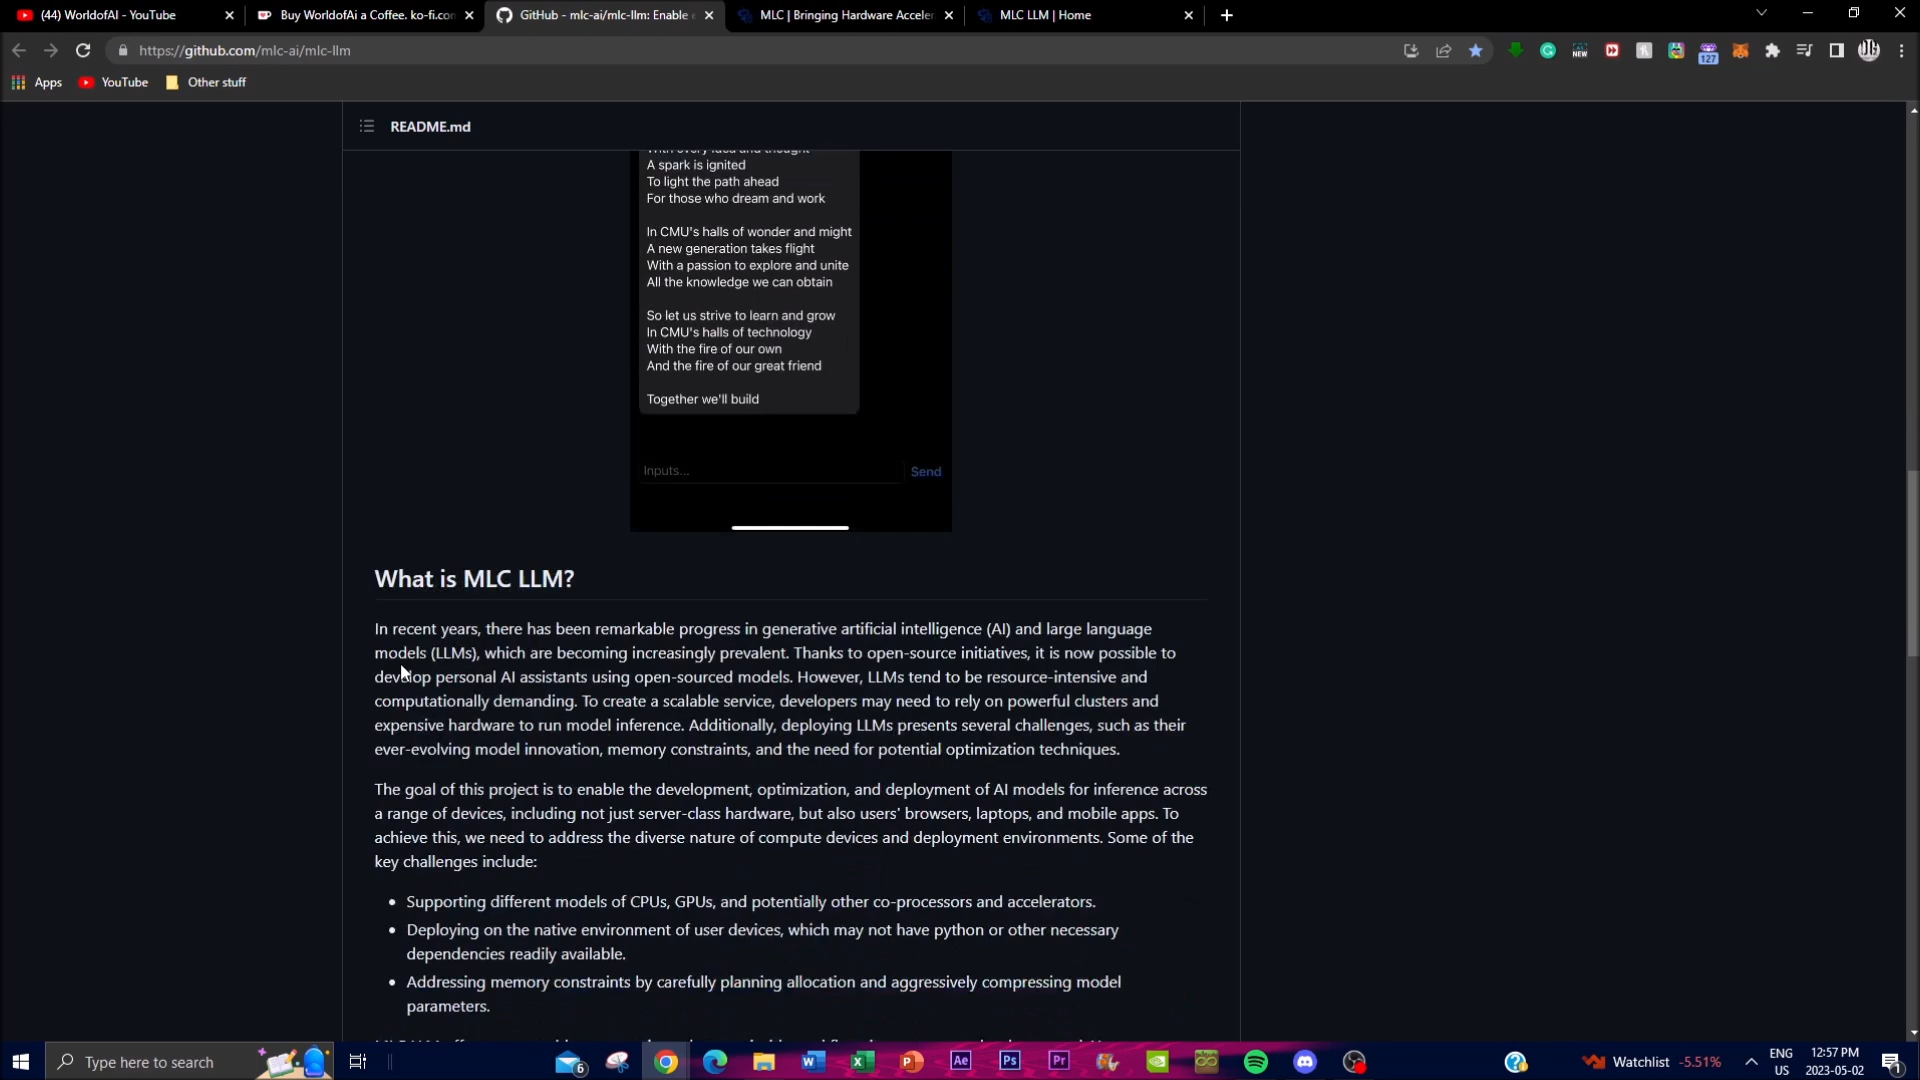 (44) WorldofAI - YouTube
Buy WorldofAi a Coffee. ko-fi.con
GitHub - mlc-ai/mlc-llm: Enable e
MLC | Bringing Hardware Acceler
MLC LLM | Home
https://github.com/mlc-ai/mlc-llm
NEW
127
Apps
YouTube
Other stuff
README.md
With every idea and thought
A spark is ignited
To light the path ahead
For those who dream and work
In CMU's halls of wonder and might
A new generation takes flight
With a passion to explore and unite
All the knowledge we can obtain
So let us strive to learn and grow
In CMU's halls of technology
With the fire of our own
And the fire of our great friend
Together we'll build
Inputs...
Send
What is MLC LLM?
In recent years, there has been remarkable progress in generative artificial intelligence (AI) and large language
models (LLMs), which are becoming increasingly prevalent. Thanks to open-source initiatives, it is now possible to
develop personal AI assistants using open-sourced models. However, LLMs tend to be resource-intensive and
computationally demanding. To create a scalable service, developers may need to rely on powerful clusters and
expensive hardware to run model inference. Additionally, deploying LLMs presents several challenges, such as their
ever-evolving model innovation, memory constraints, and the need for potential optimization techniques.
The goal of this project is to enable the development, optimization, and deployment of AI models for inference across
a range of devices, including not just server-class hardware, but also users' browsers, laptops, and mobile apps. To
achieve this, we need to address the diverse nature of compute devices and deployment environments. Some of the
key challenges include:
Supporting different models of CPUs, GPUs, and potentially other co-processors and accelerators.
Deploying on the native environment of user devices, which may not have python or other necessary
dependencies readily available.
Addressing memory constraints by carefully planning allocation and aggressively compressing model
parameters.
Type here to search
6
Ae
Ps
Pr
Watchlist -5.51%
ENG
US
12:57 PM
2023-05-02
1